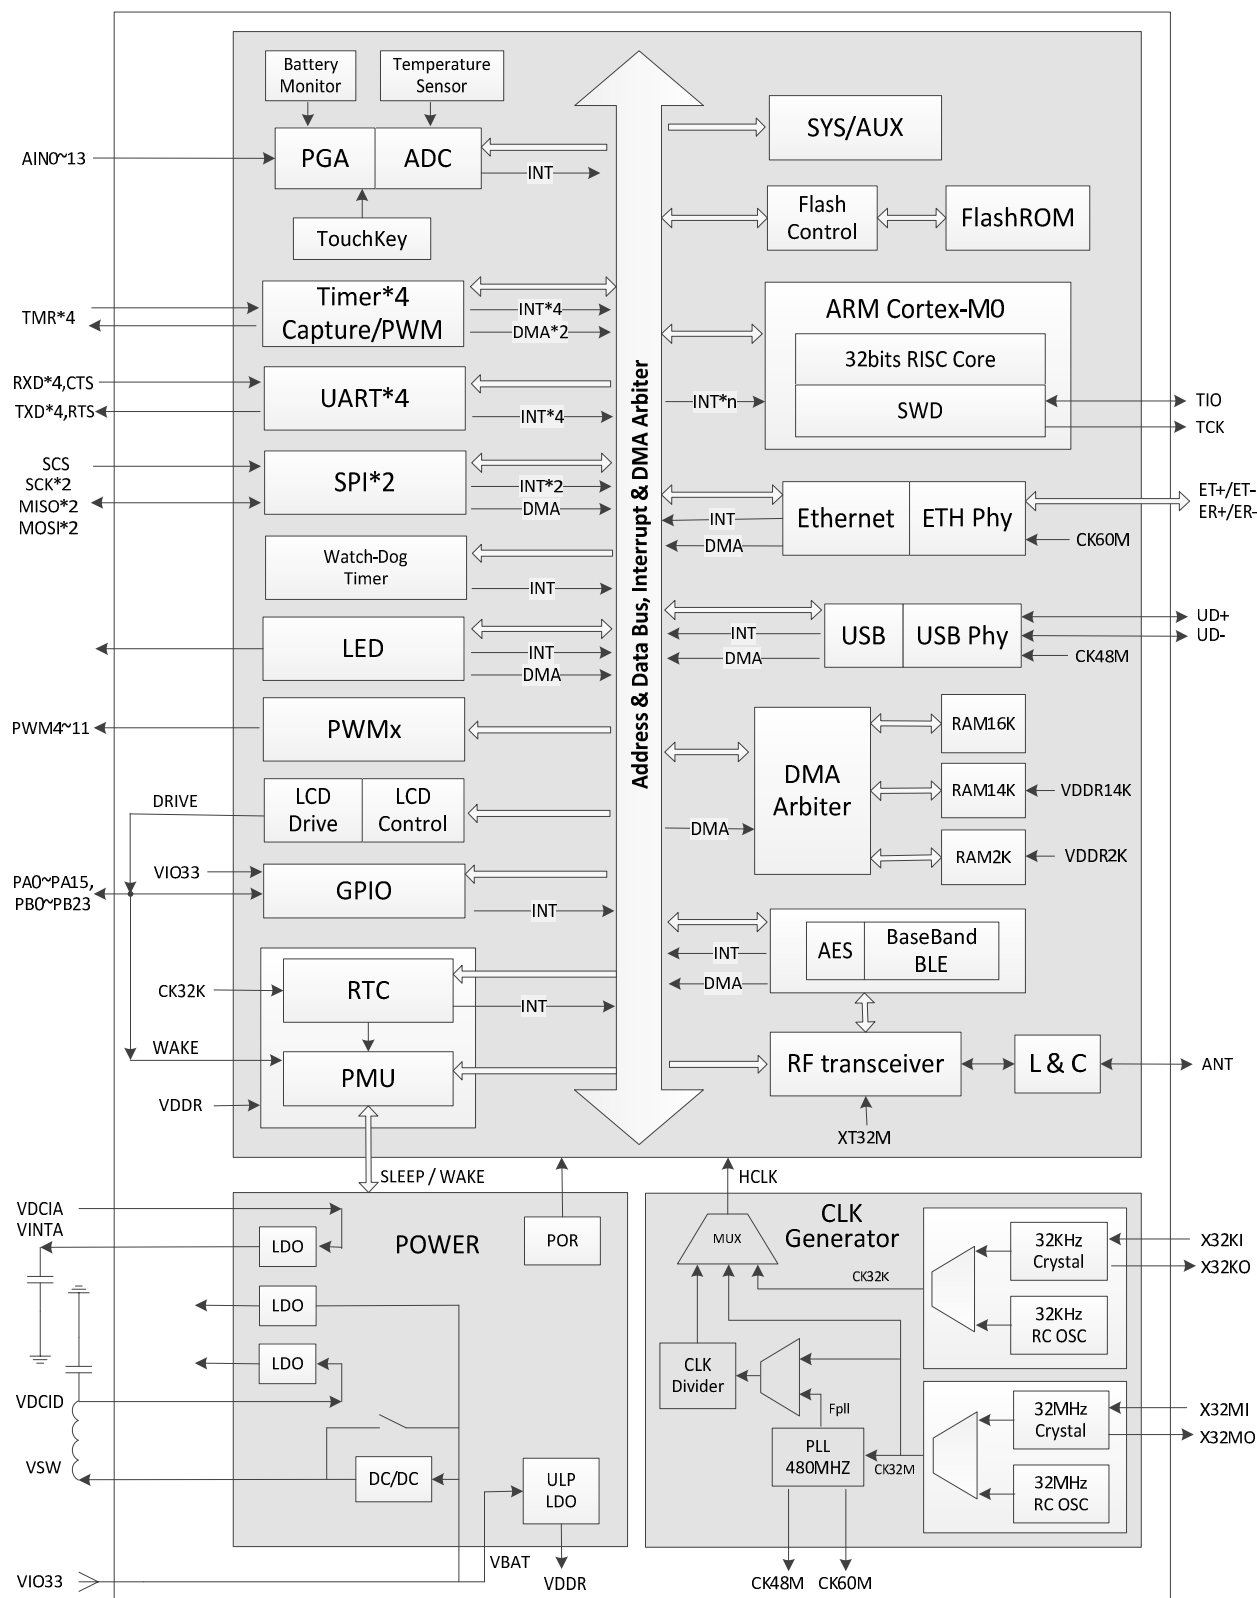 Battery
Monitor
Temperature
Sensor
AIN0~13
PGA
ADC
INT
TouchKey
SYS/AUX
Flash
Control
FlashROM
TMR*4
Timer*4
Capture/PWM
INT*4
DMA*2
ARM Cortex-M0
32bits RISC Core
SWD
INT*n
TIO
TCK
RXD*4,CTS
TXD*4,RTS
UART*4
INT*4
SCS
SCK*2
MISO*2
MOSI*2
SPI*2
INT*2
DMA
Address & Data Bus, Interrupt & DMA Arbiter
Ethernet
ETH Phy
INT
DMA
ET+/ET-
ER+/ER-
CK60M
Watch-Dog
Timer
INT
LED
INT
DMA
USB
USB Phy
INT
DMA
UD+
UD-
CK48M
PWM4~11
PWMx
DMA
Arbiter
DMA
RAM16K
RAM14K
VDDR14K
RAM2K
VDDR2K
DRIVE
LCD
Drive
LCD
Control
VIO33
PA0~PA15,
PB0~PB23
GPIO
INT
AES
BaseBand
BLE
INT
DMA
CK32K
RTC
INT
WAKE
PMU
VDDR
RF transceiver
L & C
ANT
XT32M
SLEEP / WAKE
HCLK
VDCIA
VINTA
LDO
POWER
POR
LDO
LDO
VDCID
VSW
DC/DC
ULP
LDO
VBAT
VDDR
VIO33
CLK
Generator
MUX
CK32K
32KHz
Crystal
32KHz
RC OSC
X32KI
X32KO
CLK
Divider
Fpll
PLL
480MHZ
CK32M
32MHz
Crystal
32MHz
RC OSC
X32MI
X32MO
CK48M
CK60M